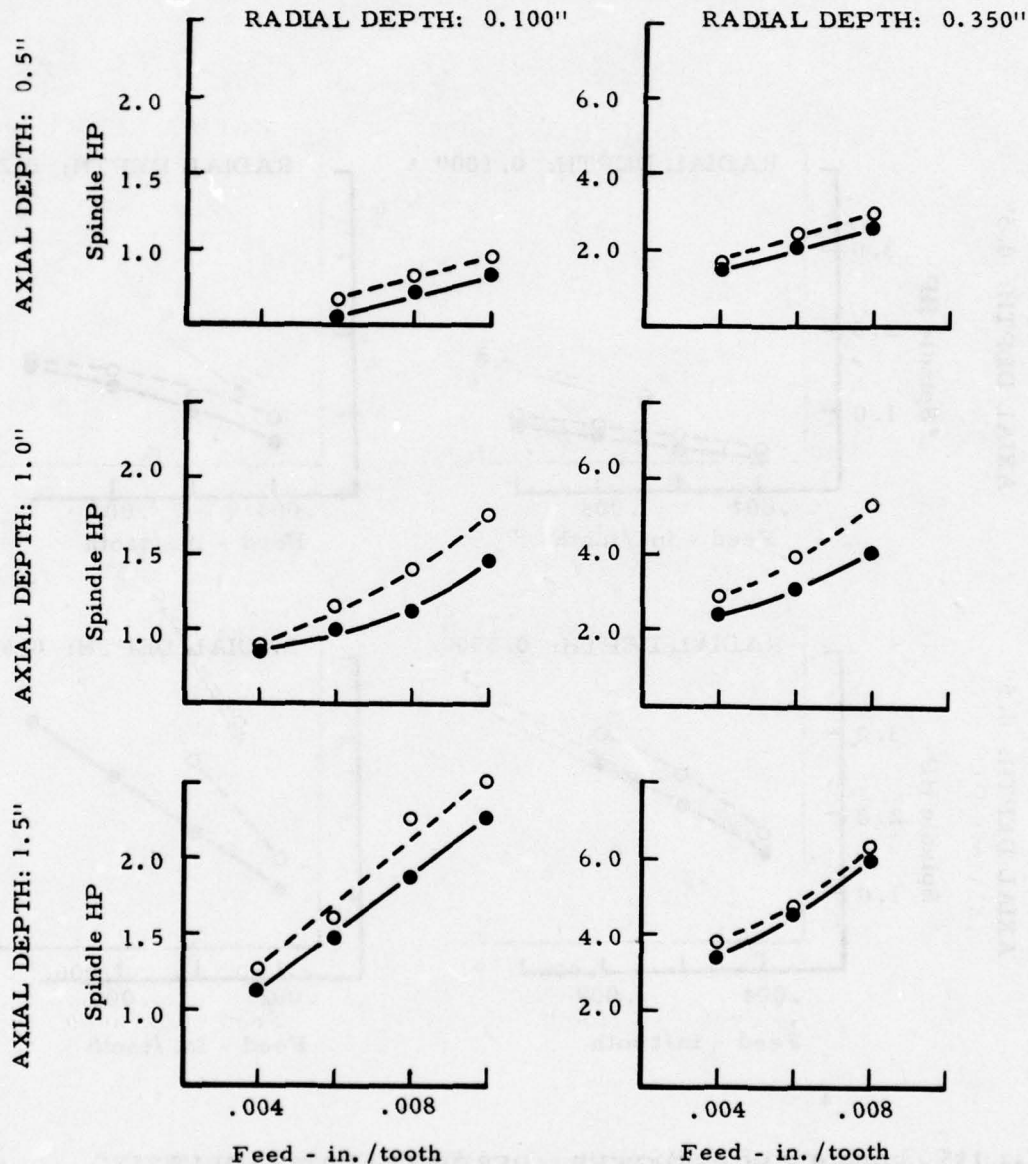 RADIAL DEPTH: 0.100"
RADIAL DEPTH: 0.350"
AXIAL DEPTH: 0.5"
Spindle HP
2.0
1.5
1.0
6.0
4.0
2.0
AXIAL DEPTH: 1.0"
Spindle HP
2.0
1.5
1.0
6.0
4.0
2.0
AXIAL DEPTH: 1.5"
Spindle HP
2.0
1.5
1.0
6.0
4.0
2.0
.004
.008
.004
.008
Feed - in./tooth
Feed - in./tooth